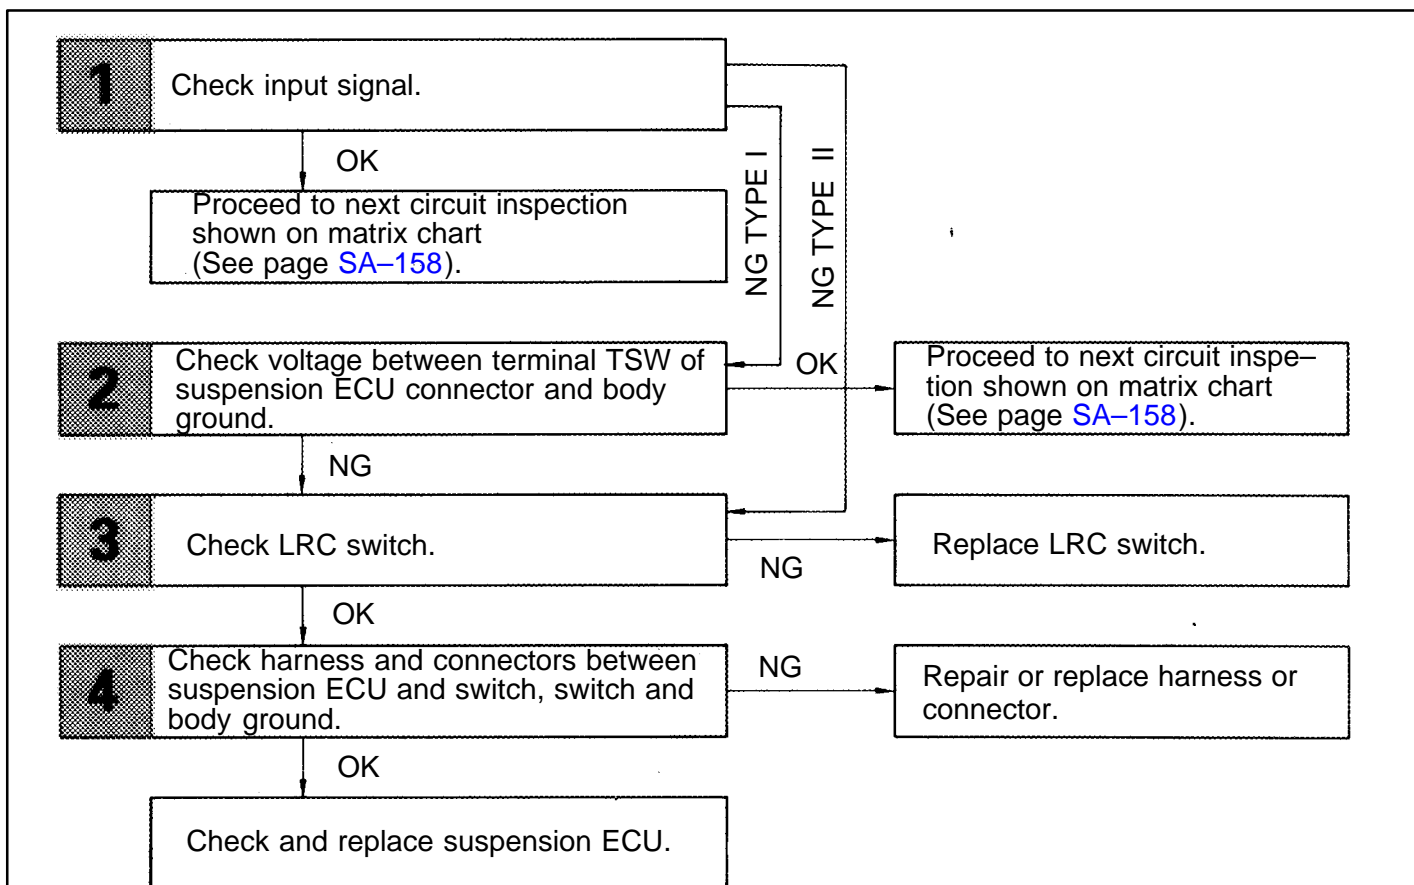 1
Check input signal.
OK
NG TYPE I
NG TYPE II
Proceed to next circuit inspection
shown on matrix chart
(See page SA–158).
2
Check voltage between terminal TSW of
suspension ECU connector and body
ground.
OK
Proceed to next circuit inspe–
tion shown on matrix chart
(See page SA–158).
NG
3
Check LRC switch.
NG
Replace LRC switch.
OK
4
Check harness and connectors between
suspension ECU and switch, switch and
body ground.
NG
Repair or replace harness or
connector.
OK
Check and replace suspension ECU.